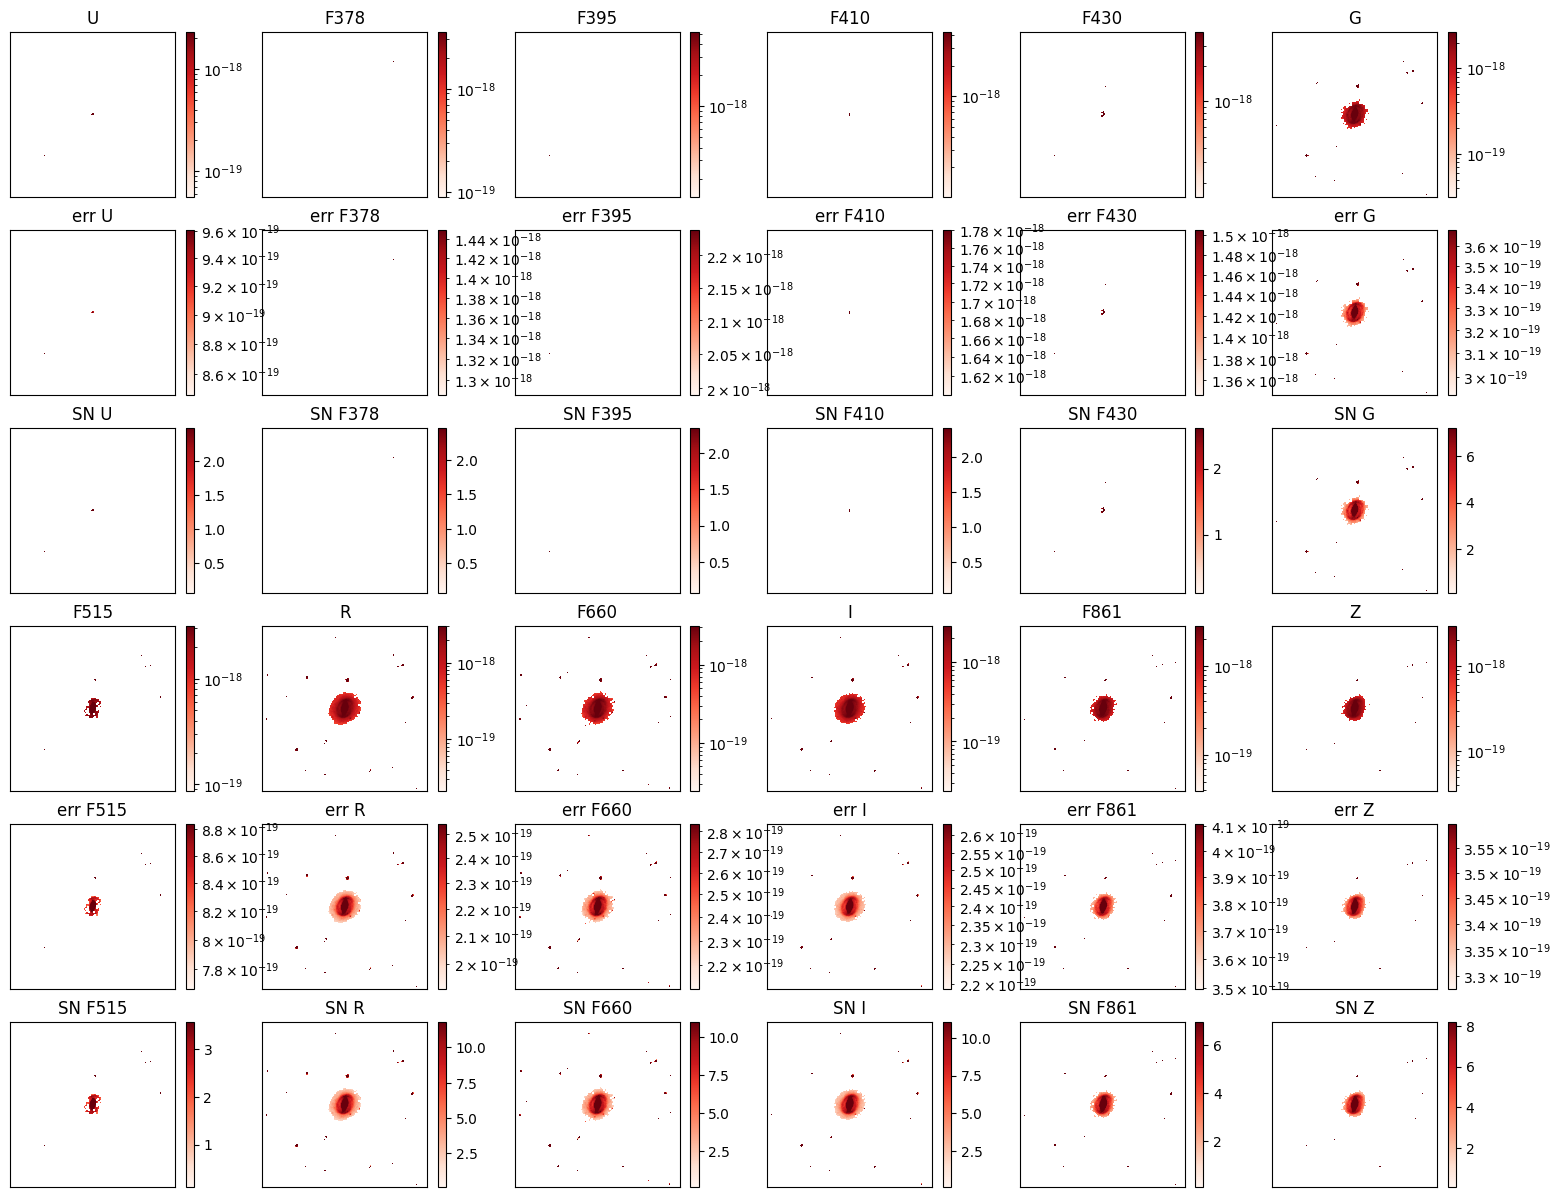 U
F378
F395
F410
F430
G
10⁻¹⁸
10⁻¹⁹
10⁻¹⁸
10⁻¹⁹
10⁻¹⁸
10⁻¹⁸
10⁻¹⁸
10⁻¹⁸
10⁻¹⁹
err U
err F378
err F395
err F410
err F430
err G
9.6 × 10⁻¹⁹
9.4 × 10⁻¹⁹
9.2 × 10⁻¹⁹
9 × 10⁻¹⁹
8.8 × 10⁻¹⁹
8.6 × 10⁻¹⁹
1.44 × 10⁻¹⁸
1.42 × 10⁻¹⁸
1.4 × 10⁻¹⁸
1.38 × 10⁻¹⁸
1.36 × 10⁻¹⁸
1.34 × 10⁻¹⁸
1.32 × 10⁻¹⁸
1.3 × 10⁻¹⁸
2.2 × 10⁻¹⁸
2.15 × 10⁻¹⁸
2.1 × 10⁻¹⁸
2.05 × 10⁻¹⁸
2 × 10⁻¹⁸
1.78 × 10⁻¹⁸
1.76 × 10⁻¹⁸
1.74 × 10⁻¹⁸
1.72 × 10⁻¹⁸
1.7 × 10⁻¹⁸
1.68 × 10⁻¹⁸
1.66 × 10⁻¹⁸
1.64 × 10⁻¹⁸
1.62 × 10⁻¹⁸
1.5 × 10⁻¹⁸
1.48 × 10⁻¹⁸
1.46 × 10⁻¹⁸
1.44 × 10⁻¹⁸
1.42 × 10⁻¹⁸
1.4 × 10⁻¹⁸
1.38 × 10⁻¹⁸
1.36 × 10⁻¹⁸
3.6 × 10⁻¹⁹
3.5 × 10⁻¹⁹
3.4 × 10⁻¹⁹
3.3 × 10⁻¹⁹
3.2 × 10⁻¹⁹
3.1 × 10⁻¹⁹
3 × 10⁻¹⁹
SN U
SN F378
SN F395
SN F410
SN F430
SN G
2.0
1.5
1.0
0.5
2.0
1.5
1.0
0.5
2.0
1.5
1.0
0.5
2.0
1.5
1.0
0.5
2
1
6
4
2
F515
R
F660
I
F861
Z
10⁻¹⁸
10⁻¹⁹
10⁻¹⁸
10⁻¹⁹
10⁻¹⁸
10⁻¹⁹
10⁻¹⁸
10⁻¹⁹
10⁻¹⁸
10⁻¹⁹
10⁻¹⁸
10⁻¹⁹
err F515
err R
err F660
err I
err F861
err Z
8.8 × 10⁻¹⁹
8.6 × 10⁻¹⁹
8.4 × 10⁻¹⁹
8.2 × 10⁻¹⁹
8 × 10⁻¹⁹
7.8 × 10⁻¹⁹
2.5 × 10⁻¹⁹
2.4 × 10⁻¹⁹
2.3 × 10⁻¹⁹
2.2 × 10⁻¹⁹
2.1 × 10⁻¹⁹
2 × 10⁻¹⁹
2.8 × 10⁻¹⁹
2.7 × 10⁻¹⁹
2.6 × 10⁻¹⁹
2.5 × 10⁻¹⁹
2.4 × 10⁻¹⁹
2.3 × 10⁻¹⁹
2.2 × 10⁻¹⁹
2.6 × 10⁻¹⁹
2.55 × 10⁻¹⁹
2.5 × 10⁻¹⁹
2.45 × 10⁻¹⁹
2.4 × 10⁻¹⁹
2.35 × 10⁻¹⁹
2.3 × 10⁻¹⁹
2.25 × 10⁻¹⁹
2.2 × 10⁻¹⁹
4.1 × 10⁻¹⁹
4 × 10⁻¹⁹
3.9 × 10⁻¹⁹
3.8 × 10⁻¹⁹
3.7 × 10⁻¹⁹
3.6 × 10⁻¹⁹
3.5 × 10⁻¹⁹
3.55 × 10⁻¹⁹
3.5 × 10⁻¹⁹
3.45 × 10⁻¹⁹
3.4 × 10⁻¹⁹
3.35 × 10⁻¹⁹
3.3 × 10⁻¹⁹
SN F515
SN R
SN F660
SN I
SN F861
SN Z
3
2
1
10.0
7.5
5.0
2.5
10.0
7.5
5.0
2.5
10.0
7.5
5.0
2.5
6
4
2
8
6
4
2